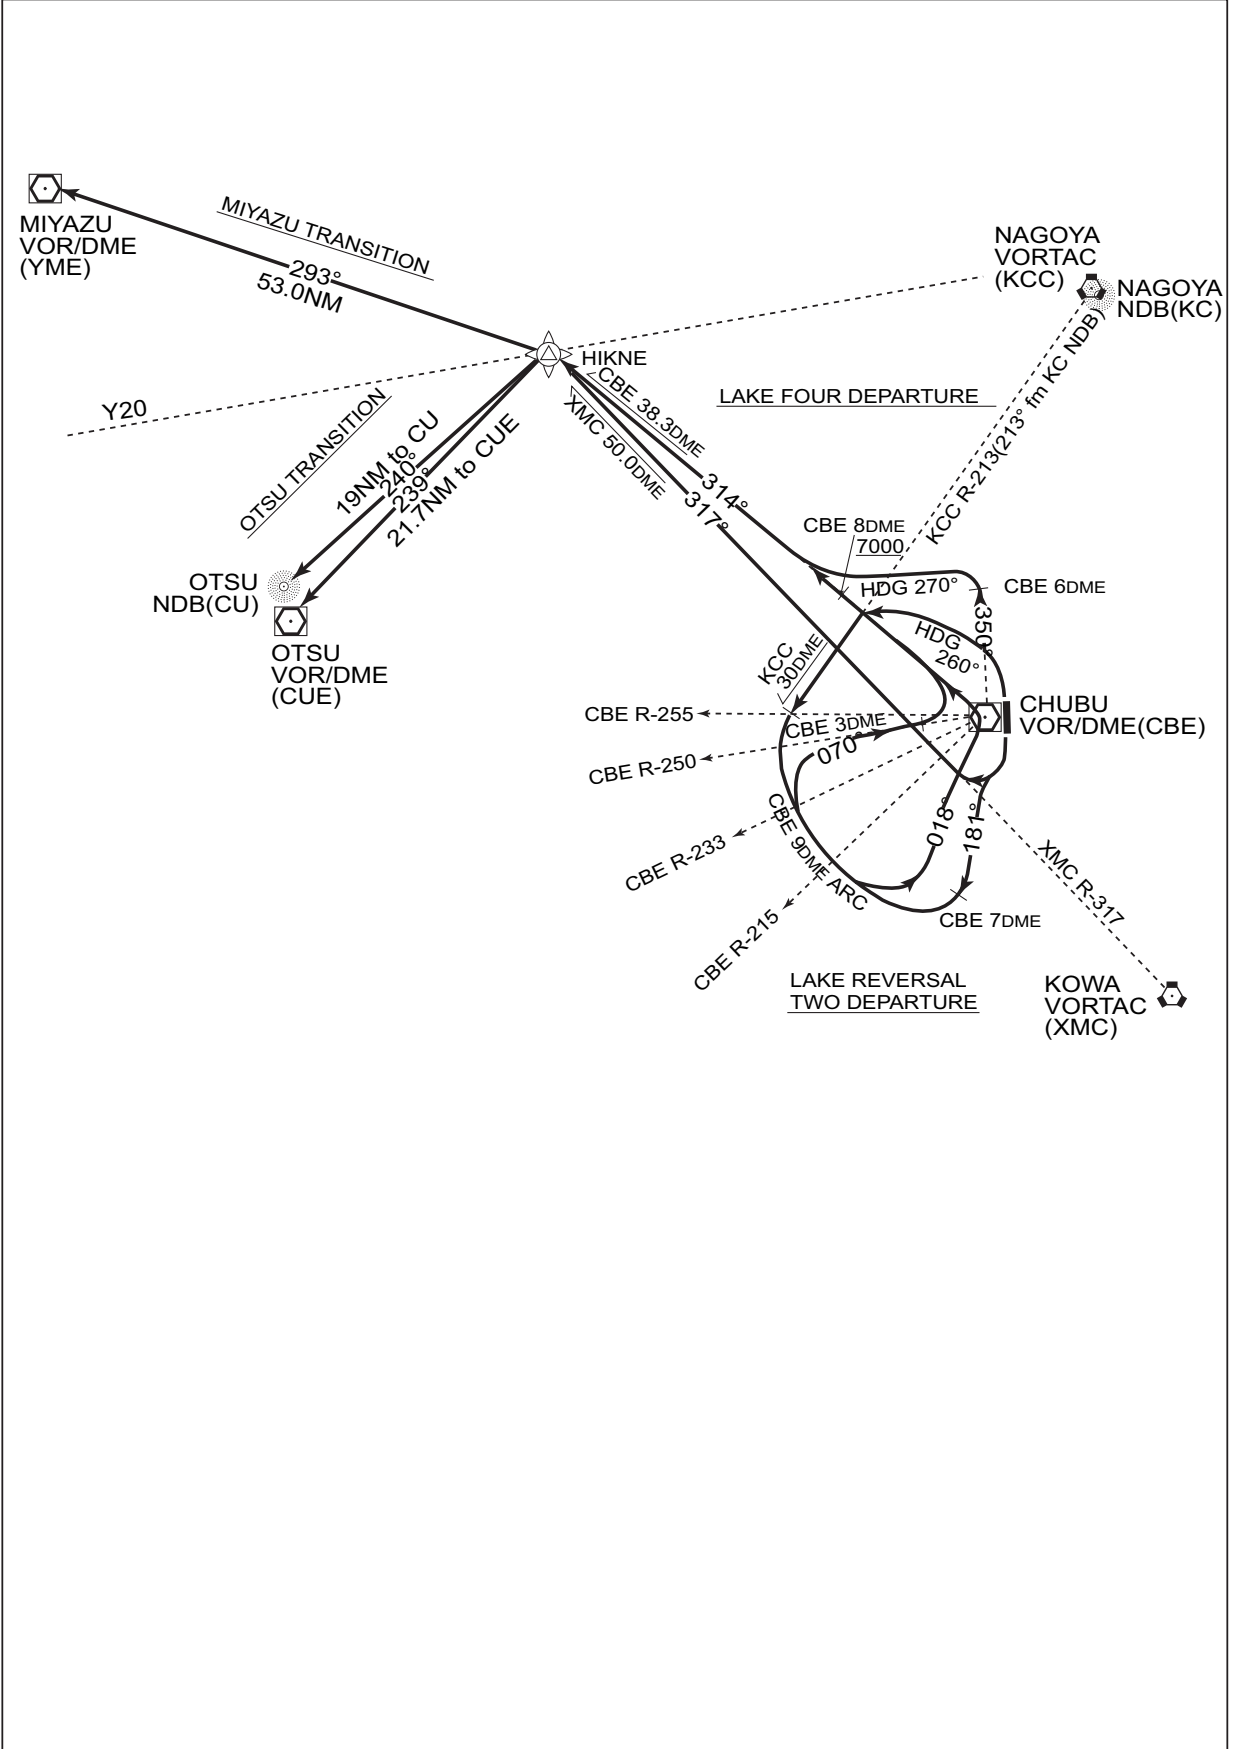 MIYAZU
VOR/DME
(YME)
MIYAZU TRANSITION
293°
53.0NM
NAGOYA
VORTAC
(KCC)
NAGOYA
NDB(KC)
HIKNE
Y20
CBE 38.3DME
XMC 50.0DME
LAKE FOUR DEPARTURE
KCC R-213(213° fm KC NDB)
OTSU TRANSITION
19NM to CU
240°
239°
21.7NM to CUE
314°
317°
CBE 8DME
7000
OTSU
NDB(CU)
HDG 270°
CBE 6DME
350°
HDG
260°
OTSU
VOR/DME
(CUE)
KCC
30DME
CHUBU
VOR/DME(CBE)
CBE R-255
CBE 3DME
070°
CBE R-250
CBE R-233
CBE 9DME ARC
018°
181°
XMC R-317
CBE R-215
CBE 7DME
LAKE REVERSAL
TWO DEPARTURE
KOWA
VORTAC
(XMC)